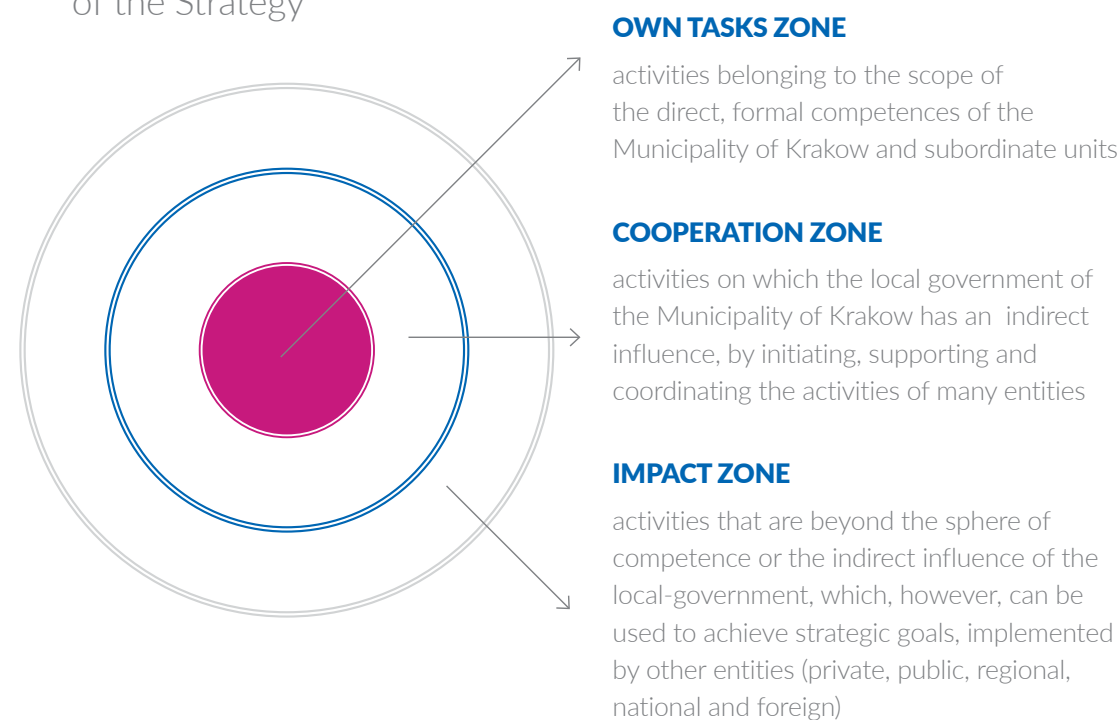 of the Strategy
OWN TASKS ZONE
activities belonging to the scope of
the direct, formal competences of the
Municipality of Krakow and subordinate units
COOPERATION ZONE
activities on which the local government of
the Municipality of Krakow has an indirect
influence, by initiating, supporting and
coordinating the activities of many entities
IMPACT ZONE
activities that are beyond the sphere of
competence or the indirect influence of the
local-government, which, however, can be
used to achieve strategic goals, implemented
by other entities (private, public, regional,
national and foreign)